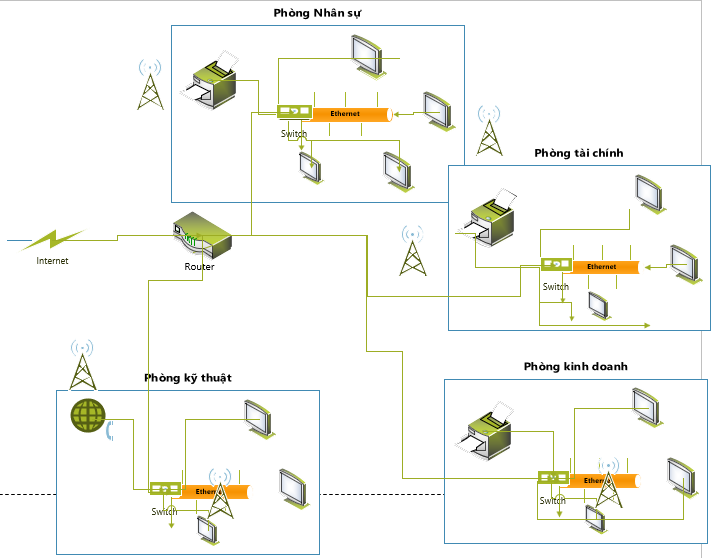 Phòng Nhân sự
Ethernet
Switch
Phòng tài chính
Internet
Router
Ethernet
Switch
Phòng kỹ thuật
Phòng kinh doanh
Ethernet
Switch
Ethernet
Switch